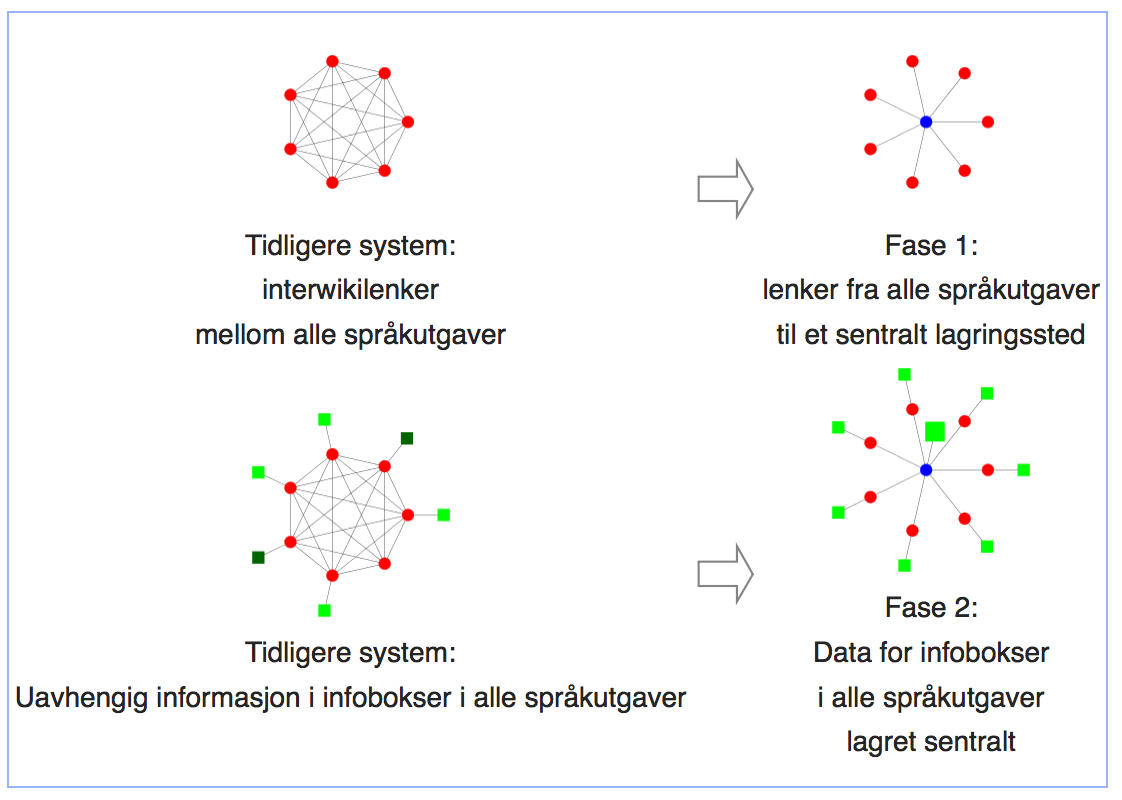 Tidligere system:
interwikilenker
mellom alle språkutgaver
Fase 1:
lenker fra alle språkutgaver
til et sentralt lagringssted
Tidligere system:
Uavhengig informasjon i infobokser i alle språkutgaver
Fase 2:
Data for infobokser
i alle språkutgaver
lagret sentralt